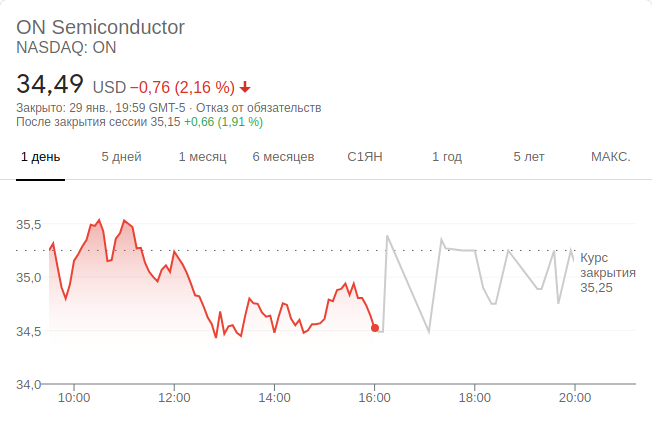 ON Semiconductor
NASDAQ: ON
34,49 USD −0,76 (2,16 %)
Закрыто: 29 янв., 19:59 GMT-5 · Отказ от обязательств
После закрытия сессии 35,15 +0,66 (1,91 %)
1 день 5 дней 1 месяц 6 месяцев С1ЯН 1 год 5 лет МАКС.
35,5
35,0
34,5
34,0
Курс
закрытия
35,25
10:00 12:00 14:00 16:00 18:00 20:00